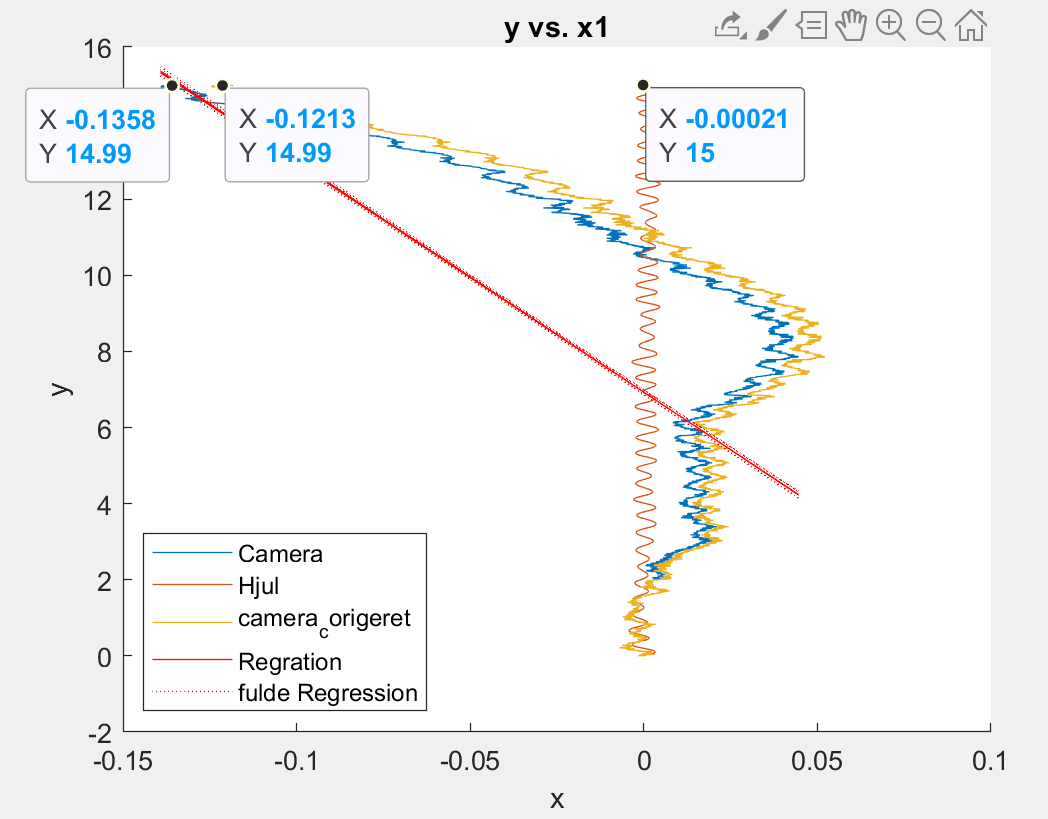 y vs. x1
16
X -0.1358
Y 14.99
X -0.1213
Y 14.99
X -0.00021
Y 15
12
10
8
6
4
2
0
-2
y
Camera
Hjul
camera_corigeret
Regration
fulde Regression
-0.15
-0.1
-0.05
0
0.05
0.1
x